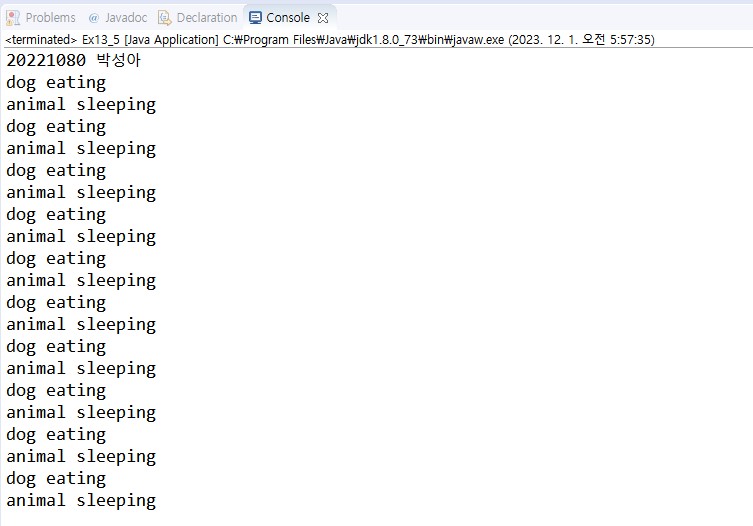 Problems @ Javadoc Declaration Console
<terminated> Ex13_5 [Java Application] C:₩Program Files₩Java₩jdk1.8.0_73₩bin₩javaw.exe (2023. 12. 1. 오전 5:57:35)
20221080 박성아
dog eating
animal sleeping
dog eating
animal sleeping
dog eating
animal sleeping
dog eating
animal sleeping
dog eating
animal sleeping
dog eating
animal sleeping
dog eating
animal sleeping
dog eating
animal sleeping
dog eating
animal sleeping
dog eating
animal sleeping